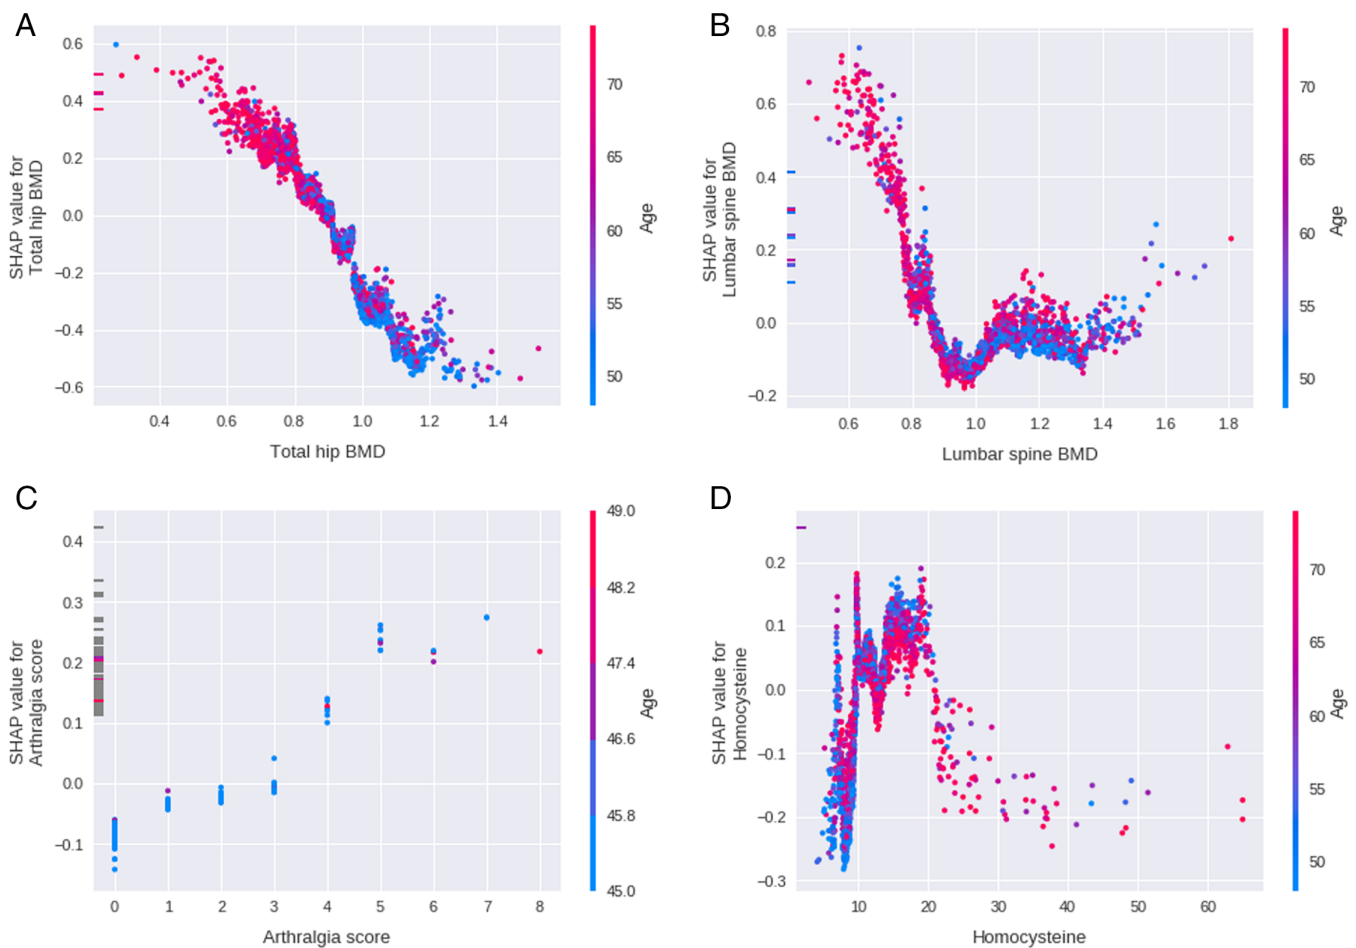 A
0.6
0.4
0.2
0.0
−0.2
−0.4
−0.6
SHAP value for
Total hip BMD
0.4 0.6 0.8 1.0 1.2 1.4
Total hip BMD
70
65
60
55
50
Age
B
0.8
0.6
0.4
0.2
0.0
−0.2
SHAP value for
Lumbar spine BMD
0.6 0.8 1.0 1.2 1.4 1.6 1.8
Lumbar spine BMD
70
65
60
55
50
Age
C
0.4
0.3
0.2
0.1
0.0
−0.1
SHAP value for
Arthralgia score
0 1 2 3 4 5 6 7 8
Arthralgia score
49.0
48.2
47.4
46.6
45.8
45.0
Age
D
0.2
0.1
0.0
−0.1
−0.2
−0.3
SHAP value for
Homocysteine
10 20 30 40 50 60
Homocysteine
70
65
60
55
50
Age